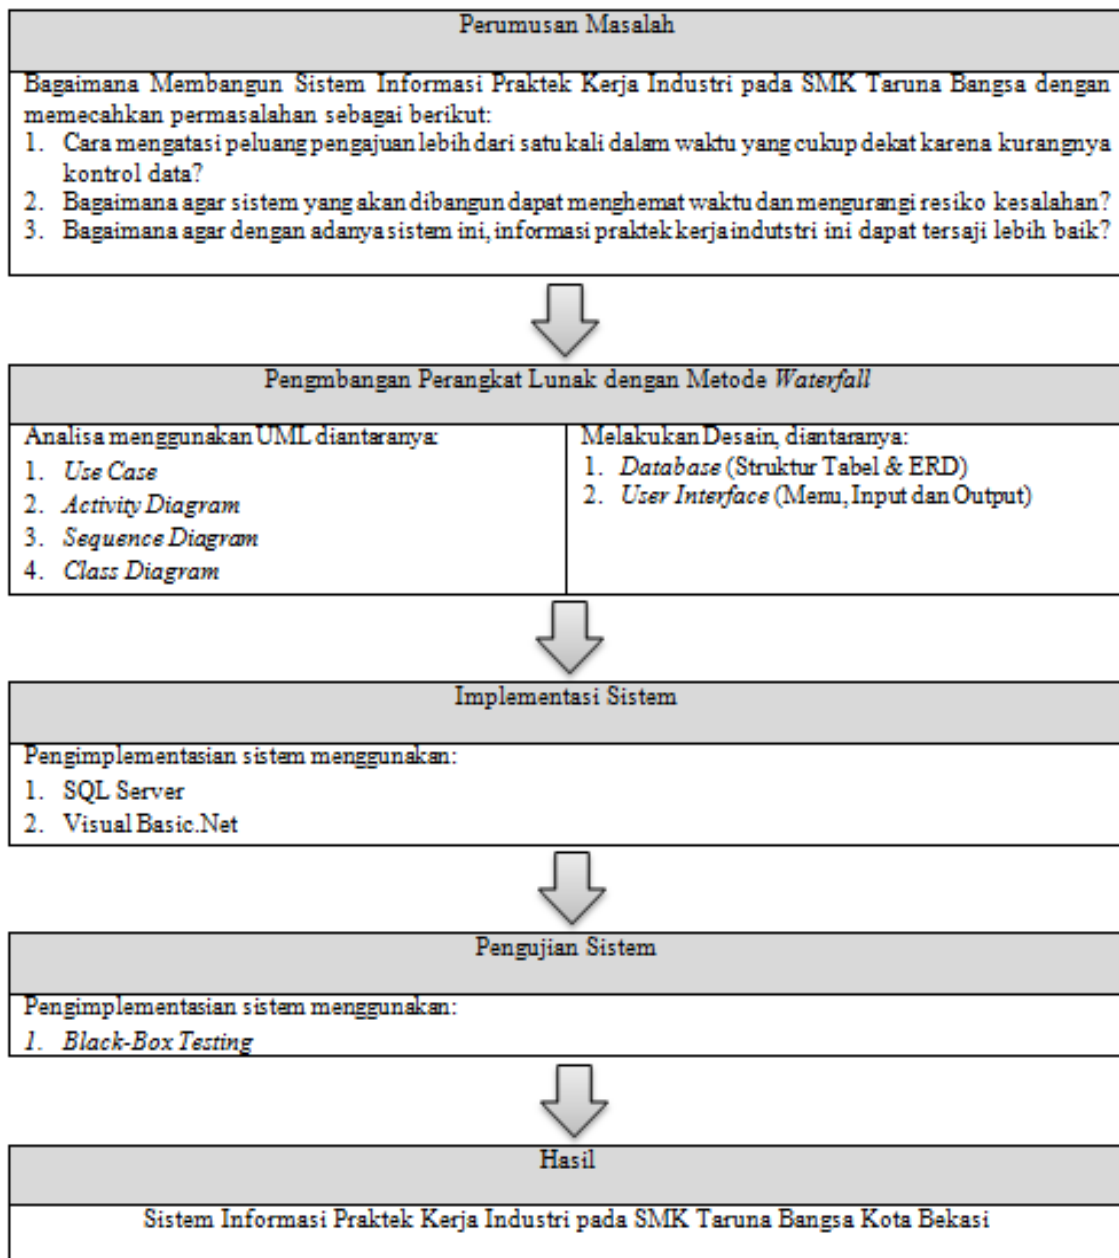 Perumusan Masalah
Bagaimana Membangun Sistem Informasi Praktek Kerja Industri pada SMK Taruna Bangsa dengan
memecahkan permasalahan sebagai berikut:
1. Cara mengatasi peluang pengajuan lebih dari satu kali dalam waktu yang cukup dekat karena kurangnya
kontrol data?
2. Bagaimana agar sistem yang akan dibangun dapat menghemat waktu dan mengurangi resiko kesalahan?
3. Bagaimana agar dengan adanya sistem ini, informasi praktek kerja indutstri ini dapat tersaji lebih baik?
Pengmbangan Perangkat Lunak dengan Metode Waterfall
Analisa menggunakan UML diantaranya:
1. Use Case
2. Activity Diagram
3. Sequence Diagram
4. Class Diagram
Melakukan Desain, diantaranya:
1. Database (Struktur Tabel & ERD)
2. User Interface (Menu, Input dan Output)
Implementasi Sistem
Pengimplementasian sistem menggunakan:
1. SQL Server
2. Visual Basic.Net
Pengujian Sistem
Pengimplementasian sistem menggunakan:
1. Black-Box Testing
Hasil
Sistem Informasi Praktek Kerja Industri pada SMK Taruna Bangsa Kota Bekasi